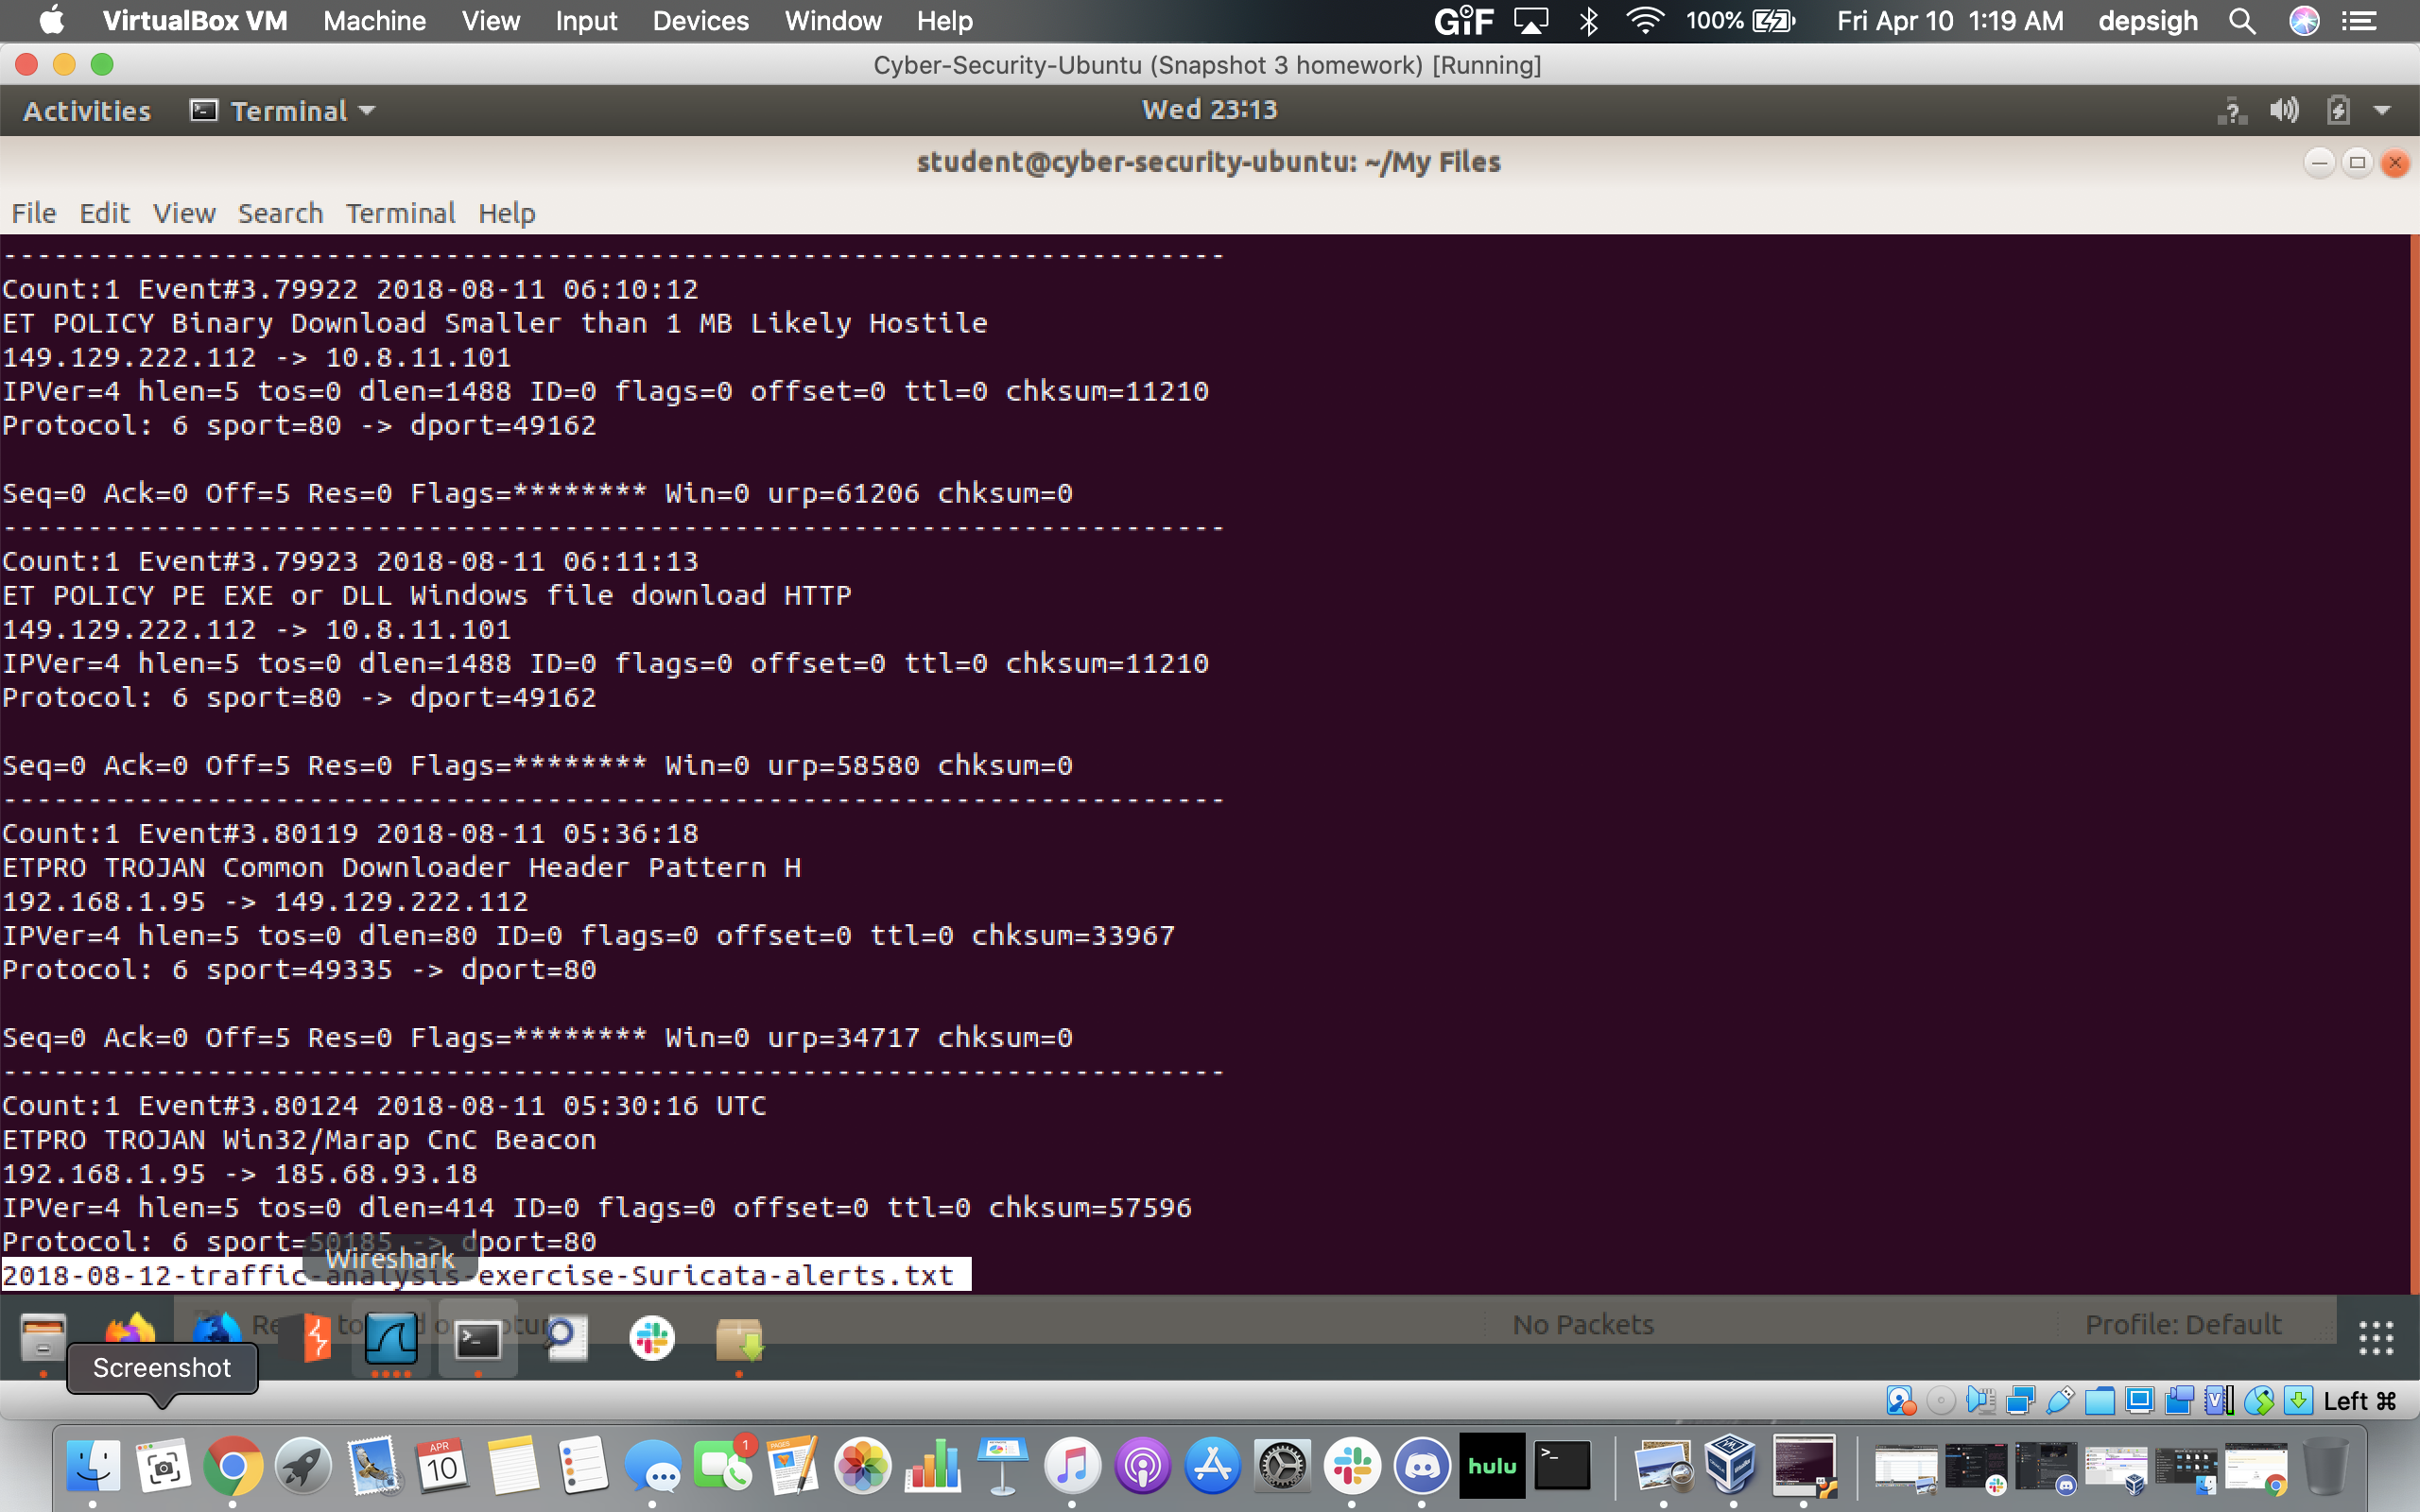 VirtualBox VM Machine View Input Devices Window Help GIF 100% Fri Apr 10 1:19 AM depsigh
Cyber-Security-Ubuntu (Snapshot 3 homework) [Running]
Activities Terminal Wed 23:13
student@cyber-security-ubuntu: ~/My Files
File Edit View Search Terminal Help
------------------------------------------------------------------------
Count:1 Event#3.79922 2018-08-11 06:10:12
ET POLICY Binary Download Smaller than 1 MB Likely Hostile
149.129.222.112 -> 10.8.11.101
IPVer=4 hlen=5 tos=0 dlen=1488 ID=0 flags=0 offset=0 ttl=0 chksum=11210
Protocol: 6 sport=80 -> dport=49162
Seq=0 Ack=0 Off=5 Res=0 Flags=******** Win=0 urp=61206 chksum=0
------------------------------------------------------------------------
Count:1 Event#3.79923 2018-08-11 06:11:13
ET POLICY PE EXE or DLL Windows file download HTTP
149.129.222.112 -> 10.8.11.101
IPVer=4 hlen=5 tos=0 dlen=1488 ID=0 flags=0 offset=0 ttl=0 chksum=11210
Protocol: 6 sport=80 -> dport=49162
Seq=0 Ack=0 Off=5 Res=0 Flags=******** Win=0 urp=58580 chksum=0
------------------------------------------------------------------------
Count:1 Event#3.80119 2018-08-11 05:36:18
ETPRO TROJAN Common Downloader Header Pattern H
192.168.1.95 -> 149.129.222.112
IPVer=4 hlen=5 tos=0 dlen=80 ID=0 flags=0 offset=0 ttl=0 chksum=33967
Protocol: 6 sport=49335 -> dport=80
Seq=0 Ack=0 Off=5 Res=0 Flags=******** Win=0 urp=34717 chksum=0
------------------------------------------------------------------------
Count:1 Event#3.80124 2018-08-11 05:30:16 UTC
ETPRO TROJAN Win32/Marap CnC Beacon
192.168.1.95 -> 185.68.93.18
IPVer=4 hlen=5 tos=0 dlen=414 ID=0 flags=0 offset=0 ttl=0 chksum=57596
Protocol: 6 sport=50185 -> dport=80
Wireshark
2018-08-12-traffic-analysis-exercise-Suricata-alerts.txt
No Packets Profile: Default
Screenshot
Left ⌘
APR
10
1
PAGES
hulu